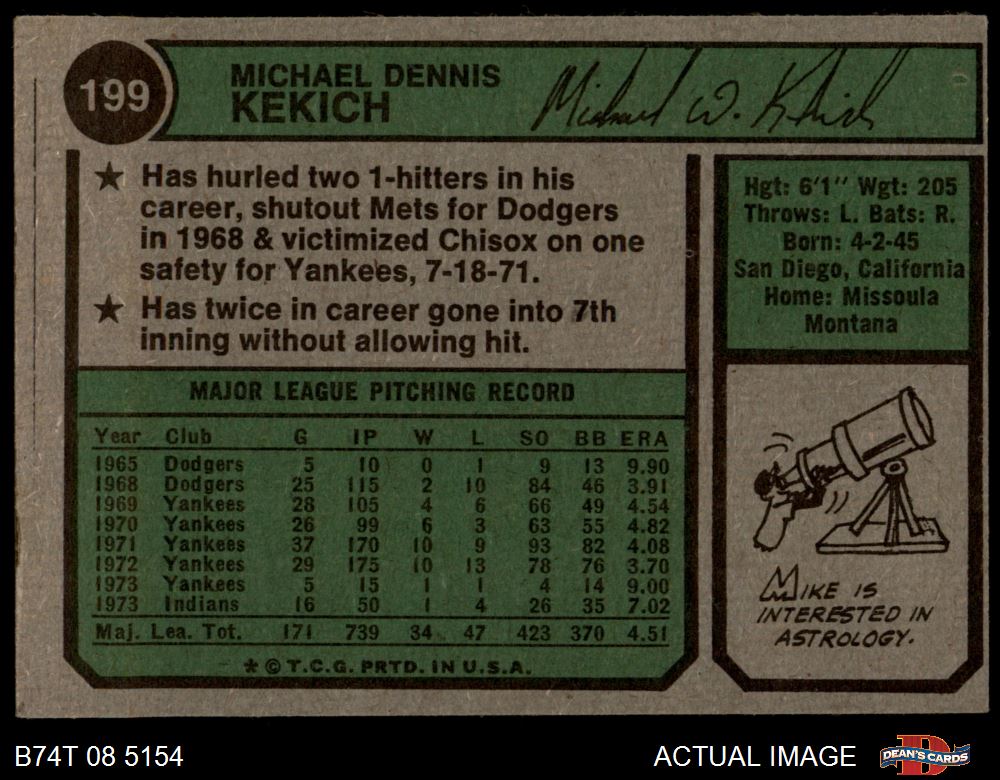 199
MICHAEL DENNIS
KEKICH
Michael W. Kekich
★ Has hurled two 1-hitters in his
career, shutout Mets for Dodgers
in 1968 & victimized Chisox on one
safety for Yankees, 7-18-71.
★ Has twice in career gone into 7th
inning without allowing hit.
MAJOR LEAGUE PITCHING RECORD
Year Club G IP W L SO BB ERA
1965 Dodgers 5 10 0 1 9 13 9.90
1968 Dodgers 25 115 2 10 84 46 3.91
1969 Yankees 28 105 4 6 66 49 4.54
1970 Yankees 26 99 6 3 63 55 4.82
1971 Yankees 37 170 10 9 93 82 4.08
1972 Yankees 29 175 10 13 78 76 3.70
1973 Yankees 5 15 1 1 4 14 9.00
1973 Indians 16 50 1 4 26 35 7.02
Maj. Lea. Tot. 171 739 34 47 423 370 4.51
★ © T.C.G. PRTD. IN U.S.A.
Hgt: 6'1" Wgt: 205
Throws: L. Bats: R.
Born: 4-2-45
San Diego, California
Home: Missoula
Montana
MIKE IS
INTERESTED IN
ASTROLOGY.
B74T 08 5154
ACTUAL IMAGE
DEAN'S CARDS